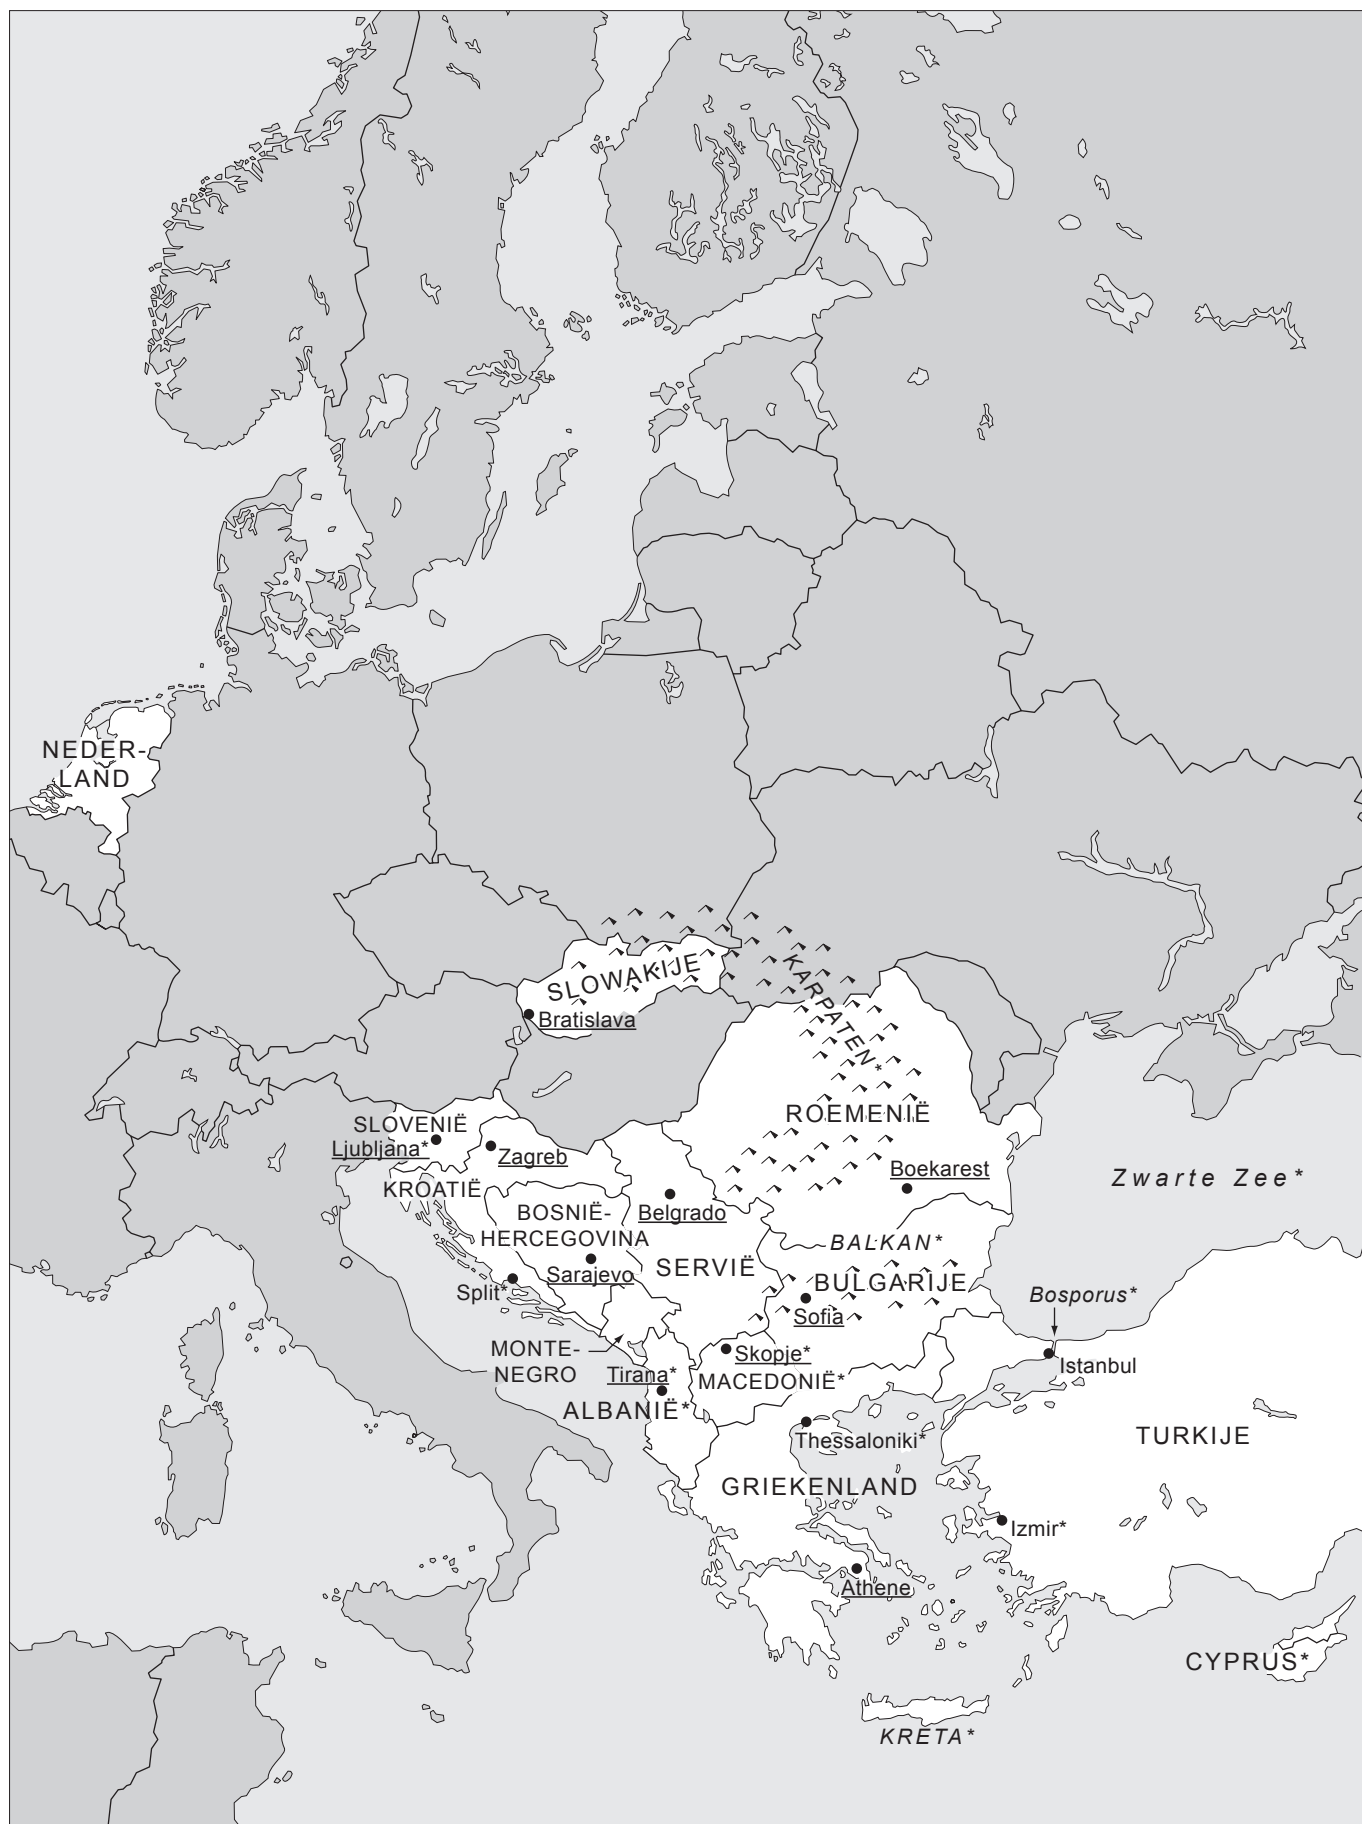 NEDER-
LAND
SLOWAKIJE
KARPATEN*
Bratislava
ROEMENIË
SLOVENIË
Ljubljana*
Zagreb
Boekarest
Zwarte Zee*
KROATIË
BOSNIË-
HERCEGOVINA
Belgrado
BALKAN*
SERVIË
BULGARIJE
Sarajevo
Split*
Sofia
Bosporus*
MONTE-
NEGRO
Skopje*
Istanbul
Tirana*
MACEDONIË*
ALBANIË*
Thessaloniki*
TURKIJE
GRIEKENLAND
Izmir*
Athene
CYPRUS*
KRETA*